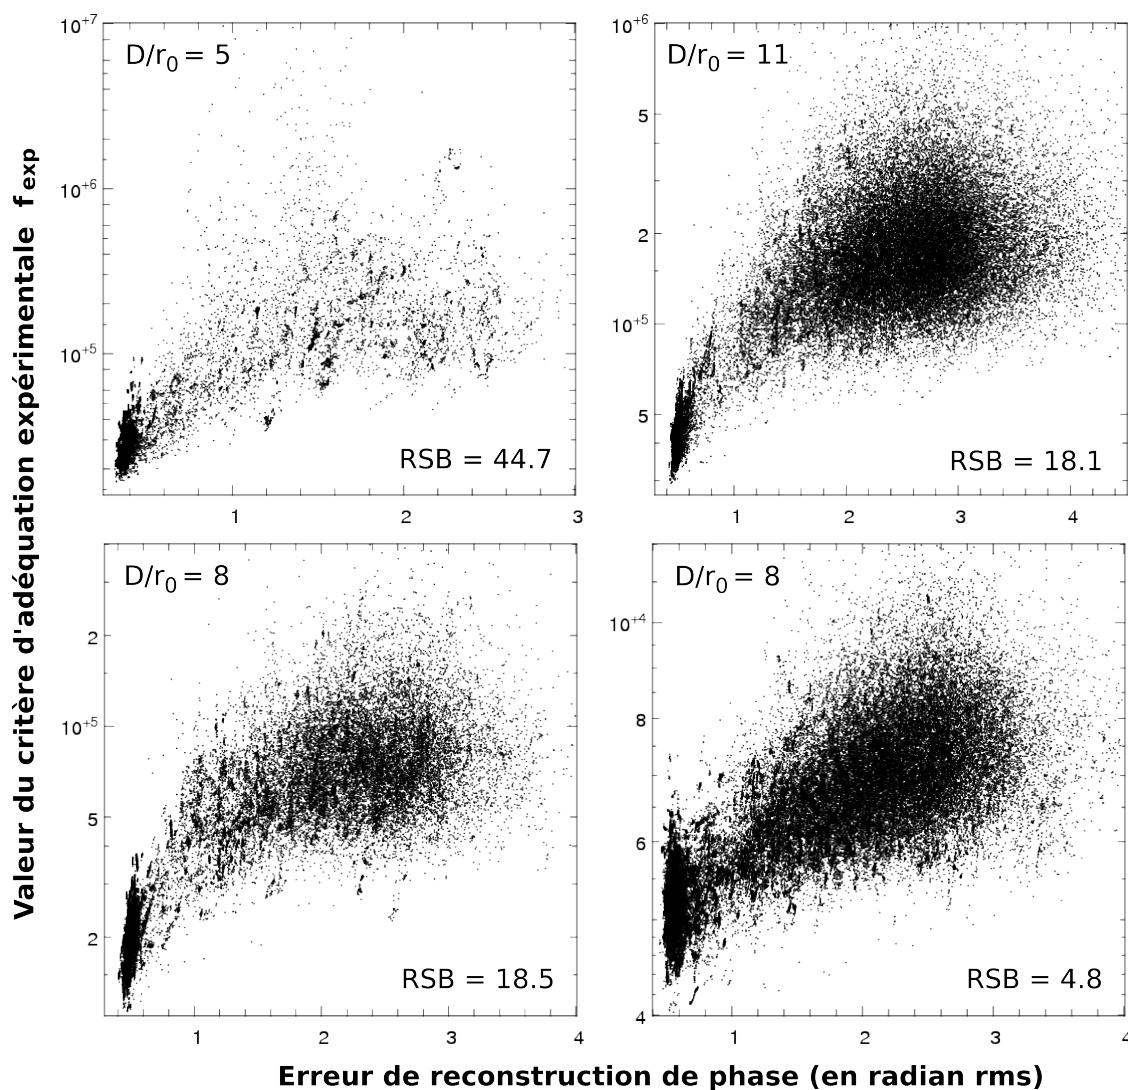 Valeur du critère d'adéquation expérimentale f exp
D/r0 = 5
10+7
10+6
10+5
RSB = 44.7
1 2 3
D/r0 = 11
10+6
5
2
10+5
5
RSB = 18.1
1 2 3 4
D/r0 = 8
2
10+5
5
2
RSB = 18.5
1 2 3 4
D/r0 = 8
10+4
8
6
4
RSB = 4.8
1 2 3 4
Erreur de reconstruction de phase (en radian rms)